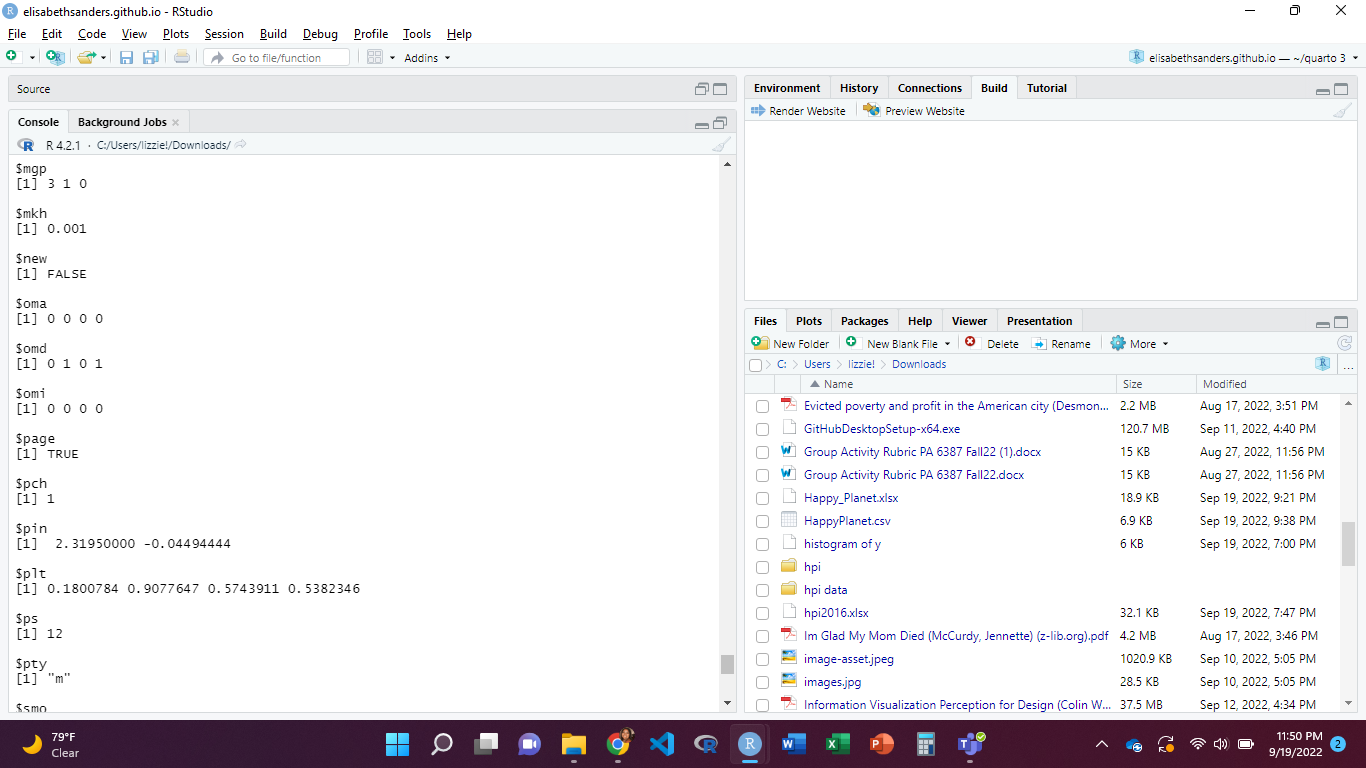 elisabethsanders.github.io - RStudio
File Edit Code View Plots Session Build Debug Profile Tools Help
Go to file/function Addins elisabethsanders.github.io — ~/quarto 3
Source
Console Background Jobs
R 4.2.1 · C:/Users/lizzie!/Downloads/
$mgp
[1] 3 1 0
$mkh
[1] 0.001
$new
[1] FALSE
$oma
[1] 0 0 0 0
$omd
[1] 0 1 0 1
$omi
[1] 0 0 0 0
$page
[1] TRUE
$pch
[1] 1
$pin
[1]  2.31950000 -0.04494444
$plt
[1] 0.1800784 0.9077647 0.5743911 0.5382346
$ps
[1] 12
$pty
[1] "m"
$smo
Environment History Connections Build Tutorial
Render Website Preview Website
Files Plots Packages Help Viewer Presentation
New Folder New Blank File Delete Rename More
C: Users lizzie! Downloads ...
Name Size Modified
Evicted poverty and profit in the American city (Desmon... 2.2 MB Aug 17, 2022, 3:51 PM
GitHubDesktopSetup-x64.exe 120.7 MB Sep 11, 2022, 4:40 PM
Group Activity Rubric PA 6387 Fall22 (1).docx 15 KB Aug 27, 2022, 11:56 PM
Group Activity Rubric PA 6387 Fall22.docx 15 KB Aug 27, 2022, 11:56 PM
Happy_Planet.xlsx 18.9 KB Sep 19, 2022, 9:21 PM
HappyPlanet.csv 6.9 KB Sep 19, 2022, 9:38 PM
histogram of y 6 KB Sep 19, 2022, 7:00 PM
hpi
hpi data
hpi2016.xlsx 32.1 KB Sep 19, 2022, 7:47 PM
Im Glad My Mom Died (McCurdy, Jennette) (z-lib.org).pdf 4.2 MB Aug 17, 2022, 3:46 PM
image-asset.jpeg 1020.9 KB Sep 10, 2022, 5:05 PM
images.jpg 28.5 KB Sep 10, 2022, 5:05 PM
Information Visualization Perception for Design (Colin W... 37.5 MB Sep 12, 2022, 4:34 PM
79°F
Clear
11:50 PM
9/19/2022 2